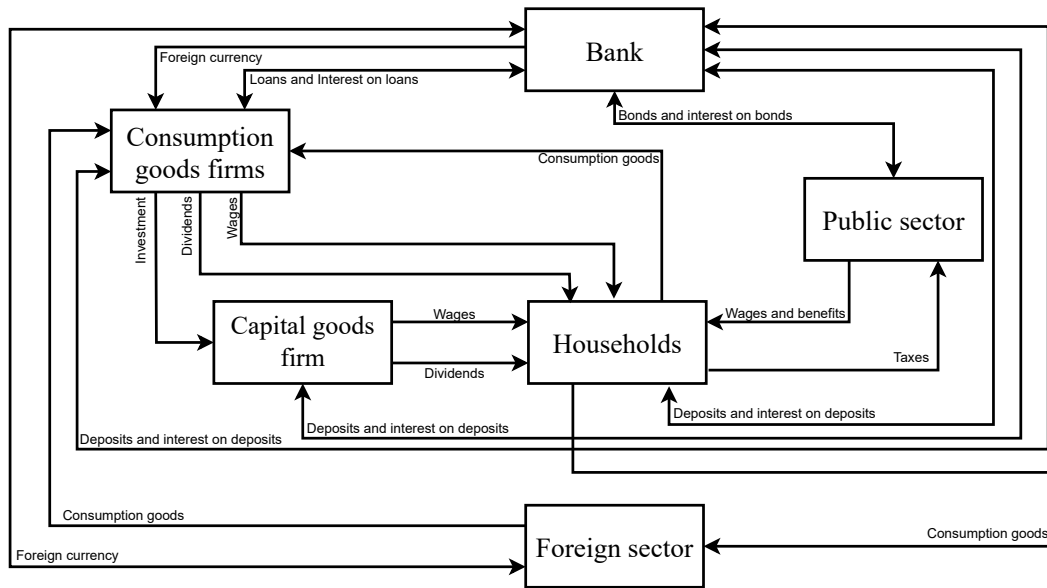 Bank
Foreign currency
Loans and Interest on loans
Bonds and interest on bonds
Consumption
goods firms
Consumption goods
Public sector
Investment
Dividends
Wages
Capital goods
firm
Wages
Dividends
Households
Wages and benefits
Taxes
Deposits and interest on deposits
Deposits and interest on deposits
Deposits and interest on deposits
Consumption goods
Foreign sector
Consumption goods
Foreign currency